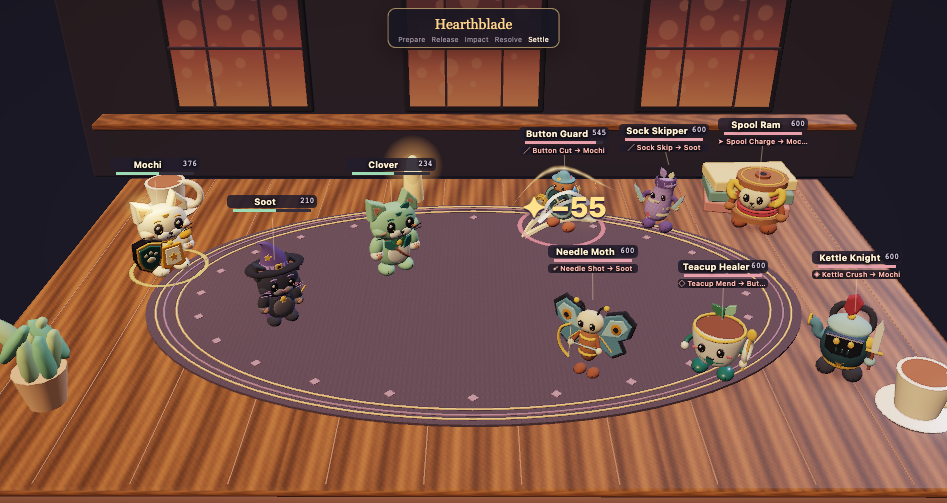 Hearthblade
Prepare Release Impact Resolve Settle
Button Guard 545
Button Cut → Mochi
Sock Skipper 600
Sock Skip → Soot
Spool Ram 600
Spool Charge → Moc...
Mochi 376
Clover 234
Soot 210
-55
Needle Moth 600
Needle Shot → Soot
Teacup Healer 600
Teacup Mend → But...
Kettle Knight 600
Kettle Crush → Mochi